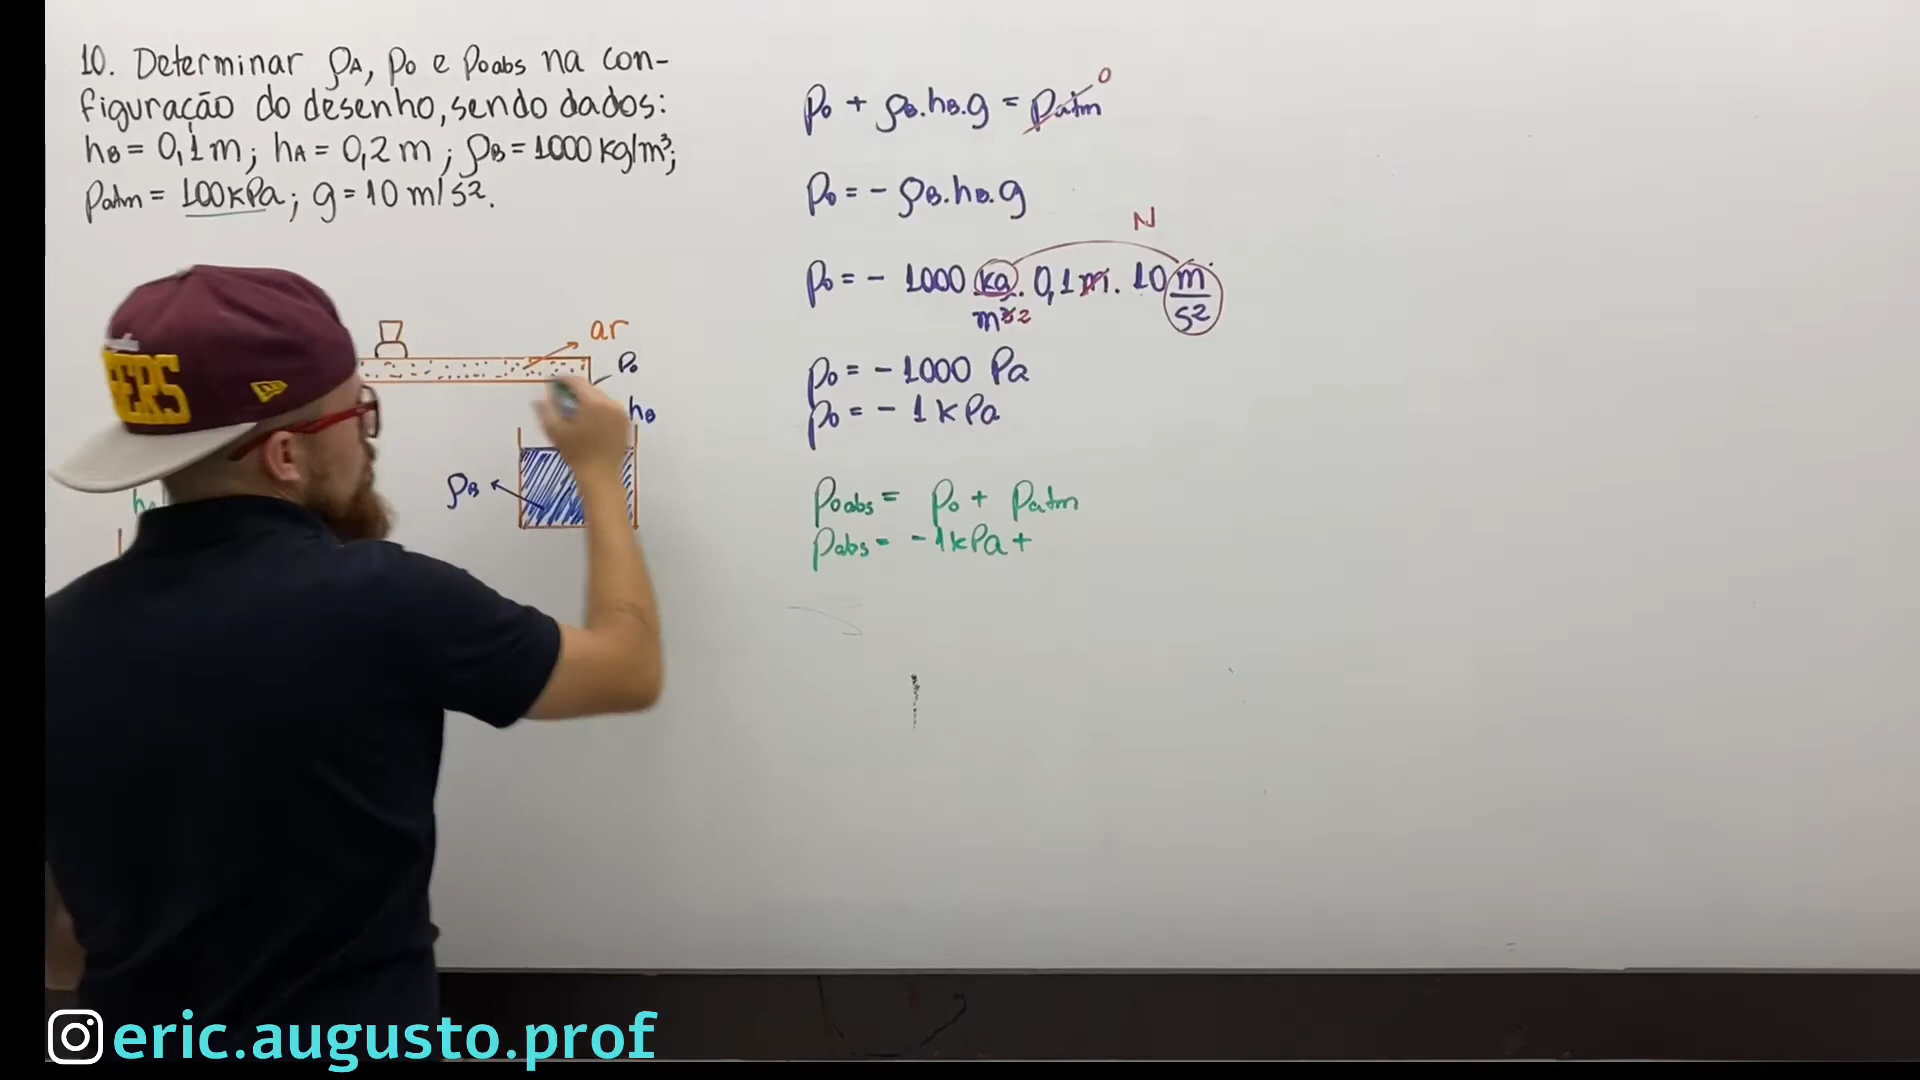 10. Determinar ρA, p0 e p0abs na con-
figuração do desenho, sendo dados:
hB = 0,1 m ; hA = 0,2 m ; ρB = 1000 kg/m³;
patm = 100 kPa ; g = 10 m/s².
ar
p0
hB
ρB
p0 + ρB.hB.g = patm 0
p0 = - ρB.hB.g
N
p0 = - 1000 kg/m³ 2 . 0,1 m . 10 m/s²
p0 = - 1000 Pa
p0 = - 1 kPa
p0abs = p0 + patm
pabs = - 1kPa +
eric.augusto.prof